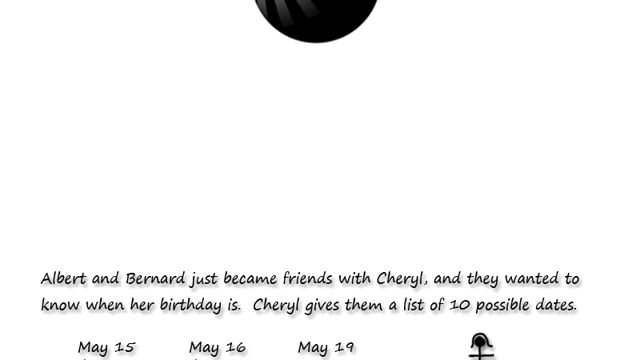 Albert and Bernard just became friends with Cheryl, and they wanted to
know when her birthday is. Cheryl gives them a list of 10 possible dates.
May 15 May 16 May 19